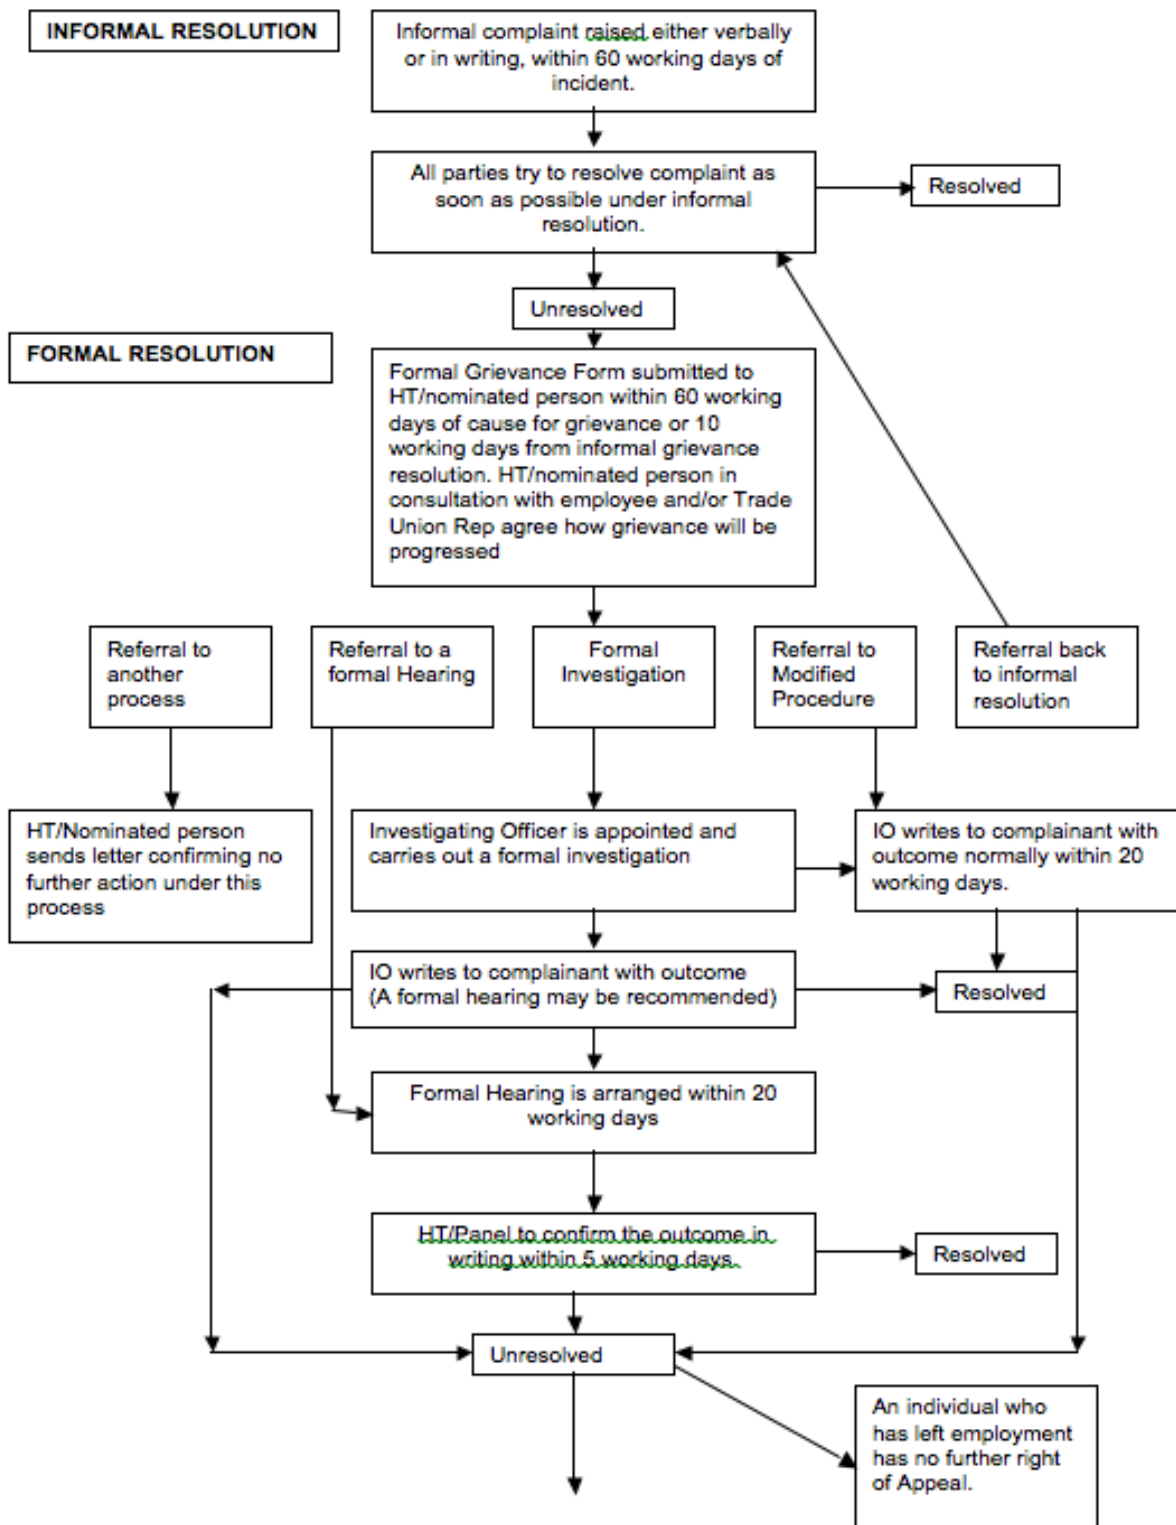 INFORMAL RESOLUTION
Informal complaint raised either verbally
or in writing, within 60 working days of
incident.
All parties try to resolve complaint as
soon as possible under informal
resolution.
Resolved
Unresolved
FORMAL RESOLUTION
Formal Grievance Form submitted to
HT/nominated person within 60 working
days of cause for grievance or 10
working days from informal grievance
resolution. HT/nominated person in
consultation with employee and/or Trade
Union Rep agree how grievance will be
progressed
Referral to
another
process
Referral to a
formal Hearing
Formal
Investigation
Referral to
Modified
Procedure
Referral back
to informal
resolution
HT/Nominated person
sends letter confirming no
further action under this
process
Investigating Officer is appointed and
carries out a formal investigation
IO writes to complainant with
outcome normally within 20
working days.
IO writes to complainant with outcome
(A formal hearing may be recommended)
Resolved
Formal Hearing is arranged within 20
working days
HT/Panel to confirm the outcome in
writing within 5 working days.
Resolved
Unresolved
An individual who
has left employment
has no further right
of Appeal.